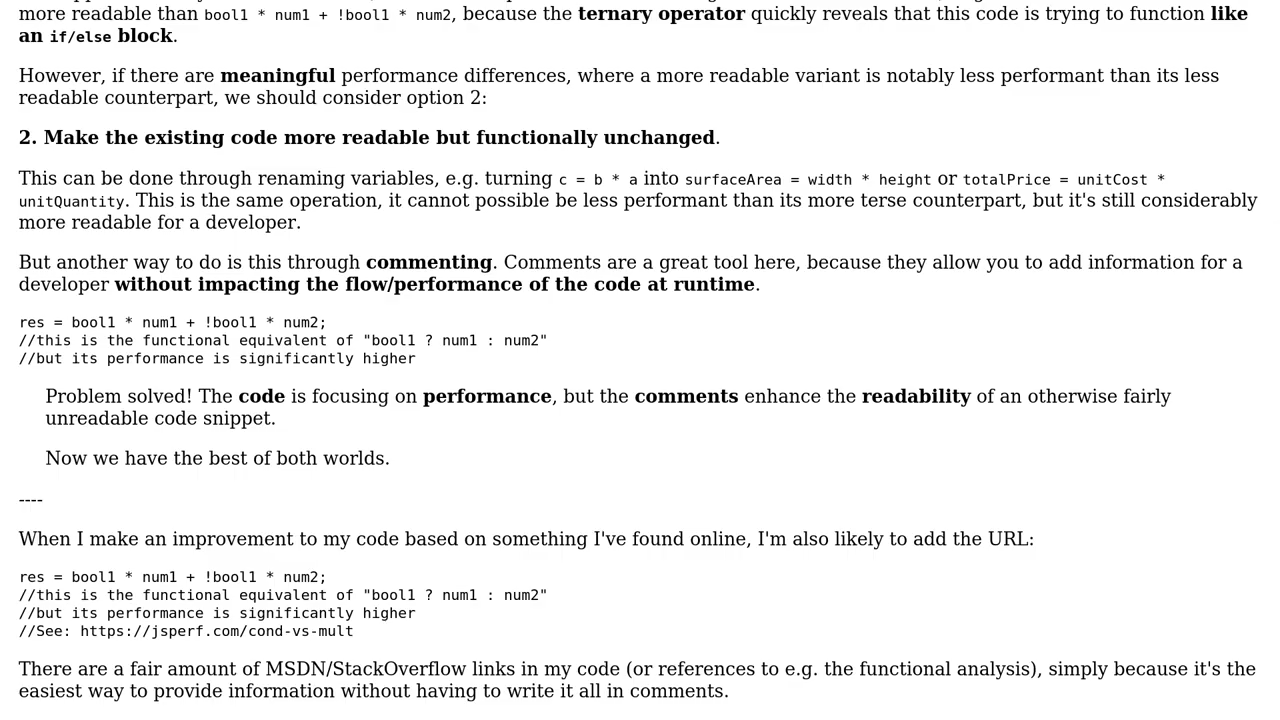 more readable than bool1 * num1 + !bool1 * num2, because the ternary operator quickly reveals that this code is trying to function like
an if/else block.
However, if there are meaningful performance differences, where a more readable variant is notably less performant than its less
readable counterpart, we should consider option 2:
2. Make the existing code more readable but functionally unchanged.
This can be done through renaming variables, e.g. turning c = b * a into surfaceArea = width * height or totalPrice = unitCost *
unitQuantity. This is the same operation, it cannot possible be less performant than its more terse counterpart, but it's still considerably
more readable for a developer.
But another way to do is this through commenting. Comments are a great tool here, because they allow you to add information for a
developer without impacting the flow/performance of the code at runtime.
res = bool1 * num1 + !bool1 * num2;
//this is the functional equivalent of "bool1 ? num1 : num2"
//but its performance is significantly higher
Problem solved! The code is focusing on performance, but the comments enhance the readability of an otherwise fairly
unreadable code snippet.
Now we have the best of both worlds.
----
When I make an improvement to my code based on something I've found online, I'm also likely to add the URL:
res = bool1 * num1 + !bool1 * num2;
//this is the functional equivalent of "bool1 ? num1 : num2"
//but its performance is significantly higher
//See: https://jsperf.com/cond-vs-mult
There are a fair amount of MSDN/StackOverflow links in my code (or references to e.g. the functional analysis), simply because it's the
easiest way to provide information without having to write it all in comments.